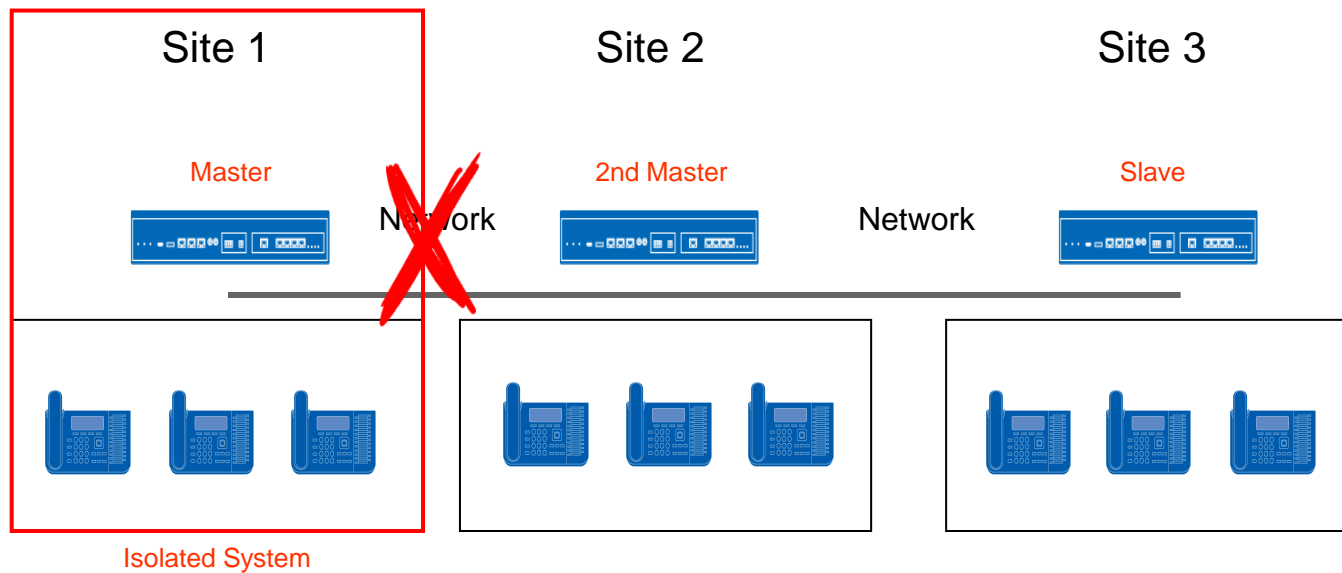 Site 1
Site 2
Site 3
Master
2nd Master
Slave
Network
Network
Isolated System